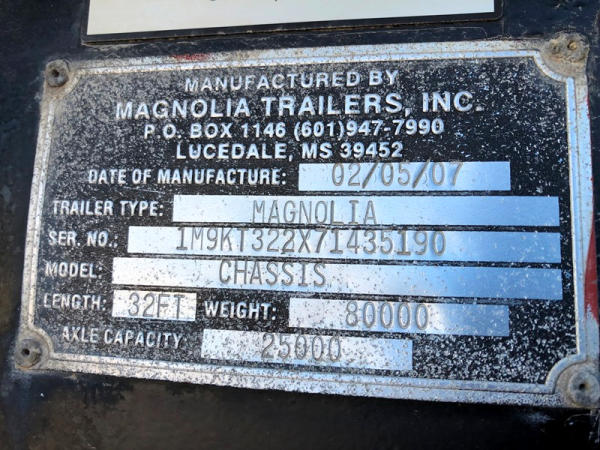 MANUFACTURED BY
MAGNOLIA TRAILERS, INC.
P.O. BOX 1146 (601)947-7990
LUCEDALE, MS 39452
DATE OF MANUFACTURE: 02/05/07
TRAILER TYPE: MAGNOLIA
SER. NO.: 1M9KT322X71435190
MODEL: CHASSIS
LENGTH: 32FT WEIGHT: 80000
AXLE CAPACITY: 25000